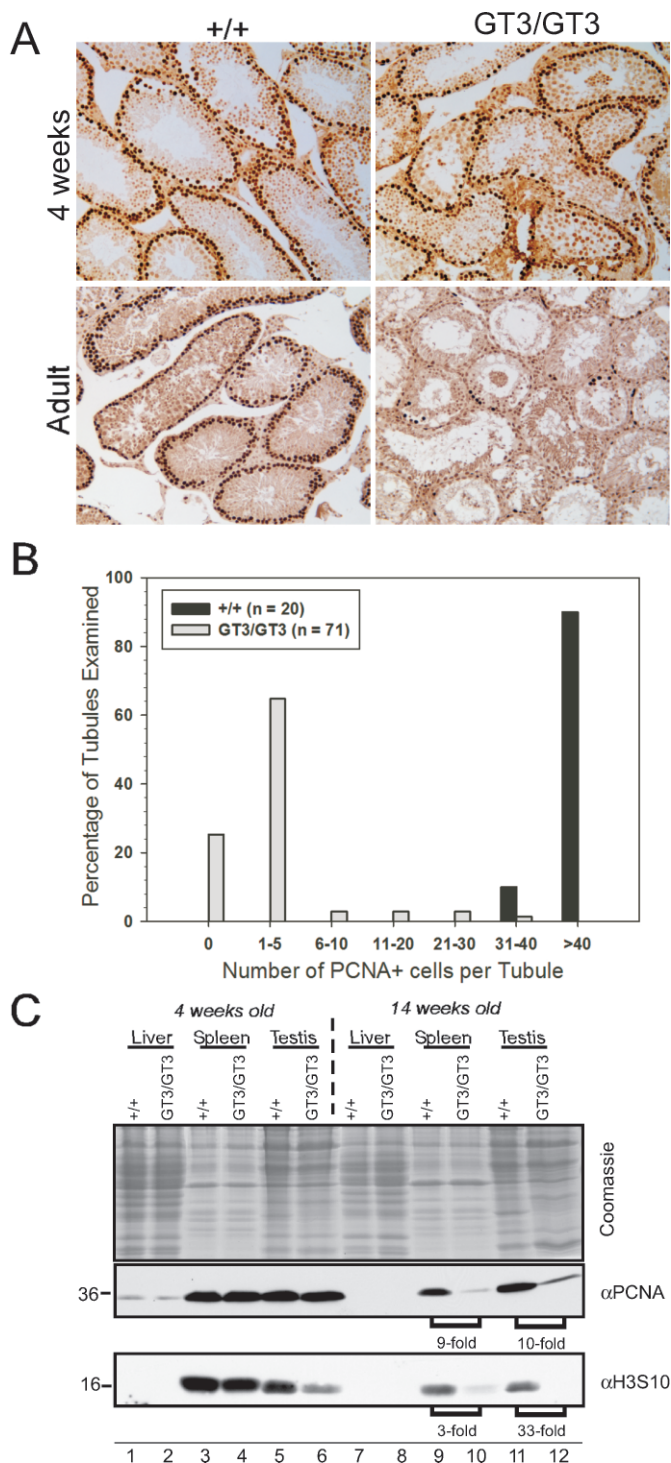 A
+/+
GT3/GT3
4 weeks
Adult
B
100
80
60
40
20
0
Percentage of Tubules Examined
+/+ (n = 20)
GT3/GT3 (n = 71)
0 1-5 6-10 11-20 21-30 31-40 >40
Number of PCNA+ cells per Tubule
C
4 weeks old 14 weeks old
Liver Spleen Testis Liver Spleen Testis
+/+ GT3/GT3 +/+ GT3/GT3 +/+ GT3/GT3 +/+ GT3/GT3 +/+ GT3/GT3 +/+ GT3/GT3
Coomassie
36 αPCNA
9-fold 10-fold
16 αH3S10
3-fold 33-fold
1 2 3 4 5 6 7 8 9 10 11 12